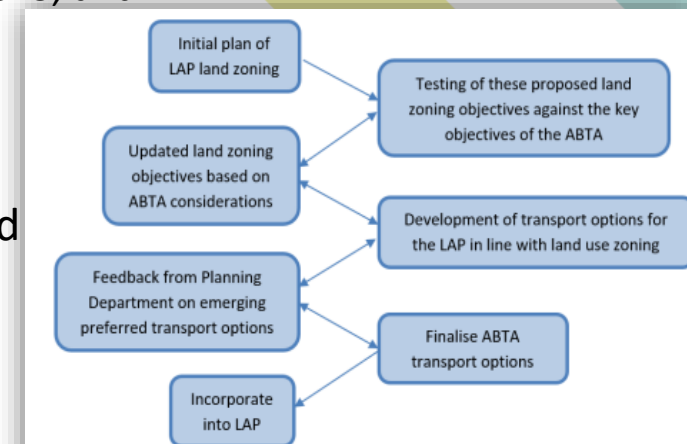 Initial plan of
LAP land zoning
Testing of these proposed land
zoning objectives against the key
objectives of the ABTA
Updated land zoning
objectives based on
ABTA considerations
d
Development of transport options for
the LAP in line with land use zoning
Feedback from Planning
Department on emerging
preferred transport options
Finalise ABTA
transport options
Incorporate
into LAP